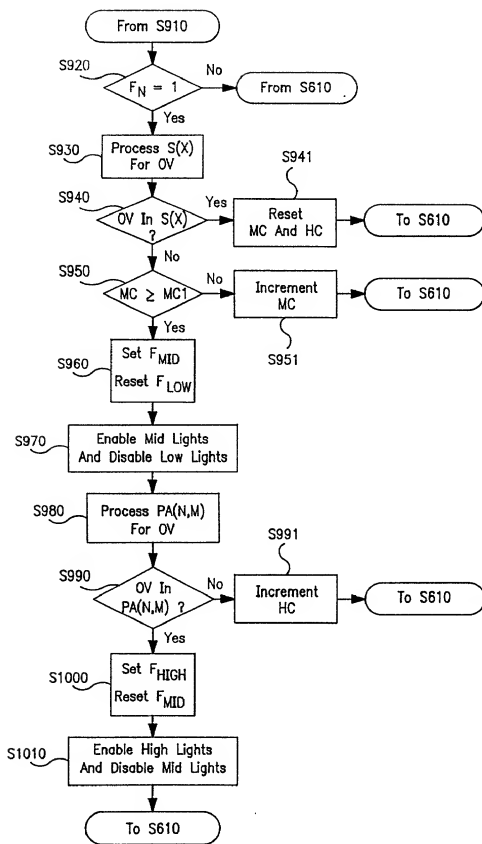 From S910
S920
F_N = 1
No
From S610
Yes
S930
Process S(X)
For OV
S941
S940
OV In S(X)
?
Yes
Reset
MC And HC
To S610
No
S950
MC ≥ MC1
No
Increment
MC
To S610
S951
Yes
S960
Set F_MID
Reset F_LOW
S970
Enable Mid Lights
And Disable Low Lights
S980
Process PA(N,M)
For OV
S991
S990
OV In
PA(N,M) ?
No
Increment
HC
To S610
Yes
S1000
Set F_HIGH
Reset F_MID
S1010
Enable High Lights
And Disable Mid Lights
To S610